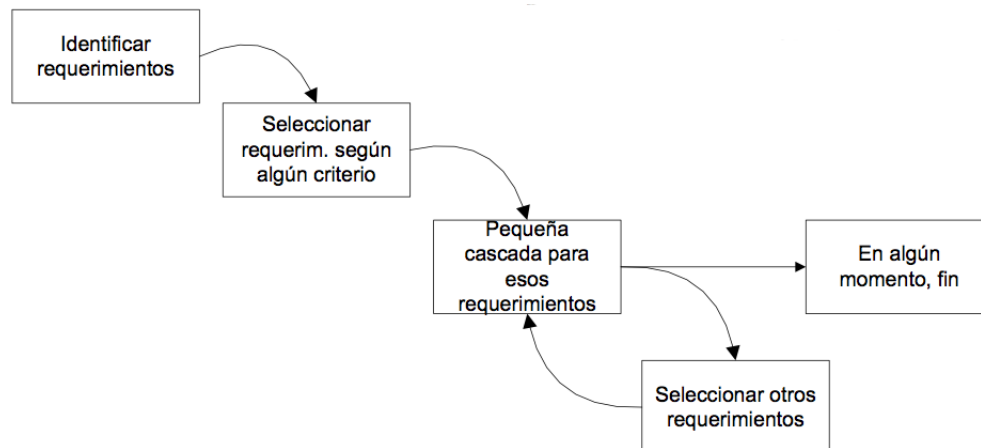 Identificar
requerimientos
Seleccionar
requerim. según
algún criterio
Pequeña
cascada para
esos
requerimientos
En algún
momento, fin
Seleccionar otros
requerimientos